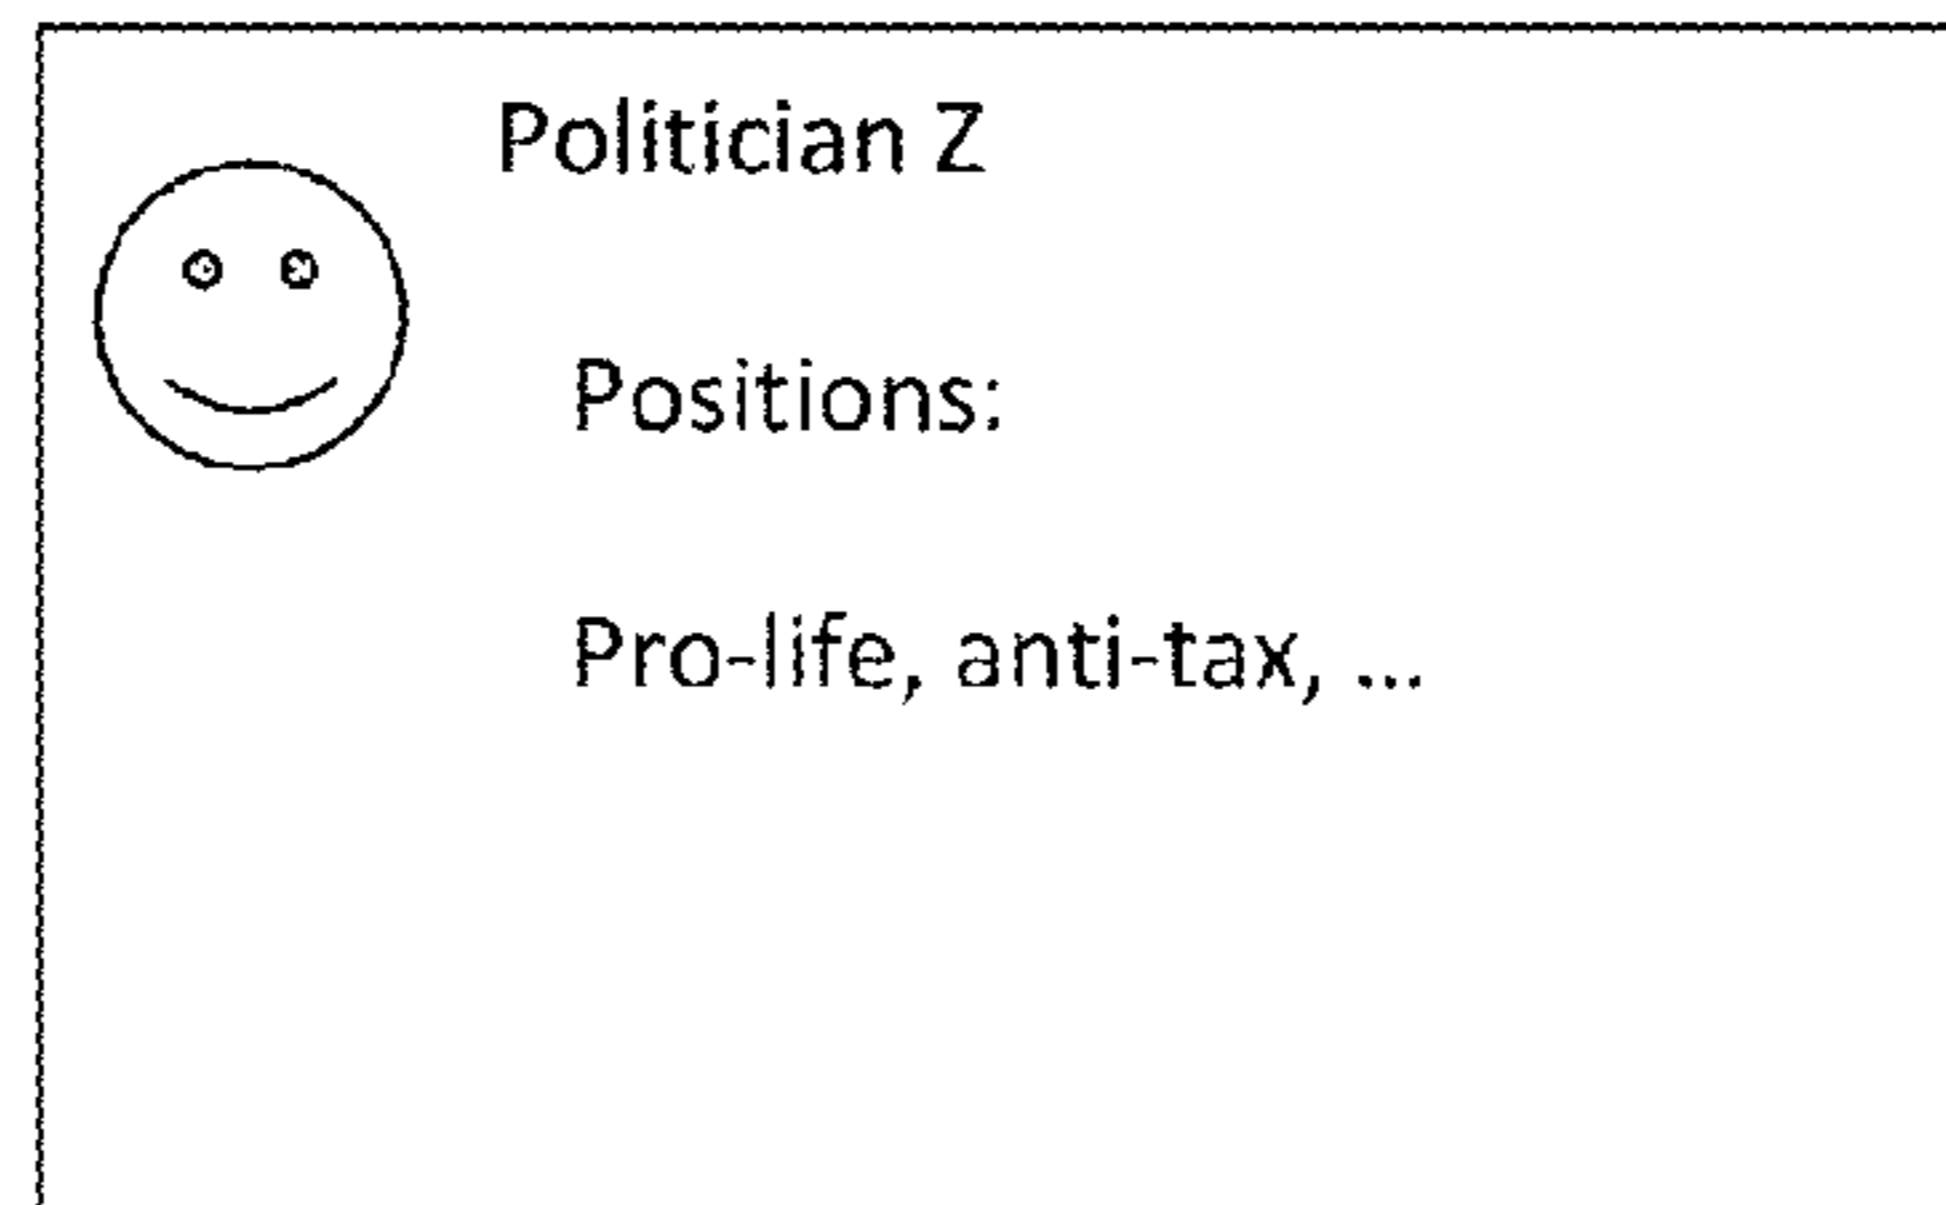 Politician Z
Positions:
Pro-life, anti-tax, ...